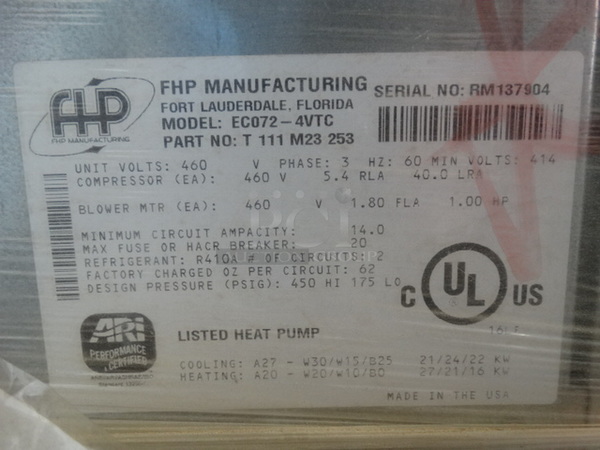 FHP
FHP MANUFACTURING
FHP MANUFACTURING
FORT LAUDERDALE, FLORIDA
MODEL: EC072-4VTC
PART NO: T 111 M23 253
SERIAL NO: RM137904
UNIT VOLTS: 460 V PHASE: 3 HZ: 60 MIN VOLTS: 414
COMPRESSOR (EA): 460 V 5.4 RLA 40.0 LRA
BLOWER MTR (EA): 460 V 1.80 FLA 1.00 HP
MINIMUM CIRCUIT AMPACITY: 14.0
MAX FUSE OR HACR BREAKER: 20
REFRIGERANT: R410A # OF CIRCUITS: 2
FACTORY CHARGED OZ PER CIRCUIT: 62
DESIGN PRESSURE (PSIG): 450 HI 175 LO
C UL US
ARI
PERFORMANCE
CERTIFIED
LISTED HEAT PUMP
COOLING: A27 - W30/W15/B25 21/24/22 KW
HEATING: A20 - W20/W10/B0 27/21/16 KW
MADE IN THE USA